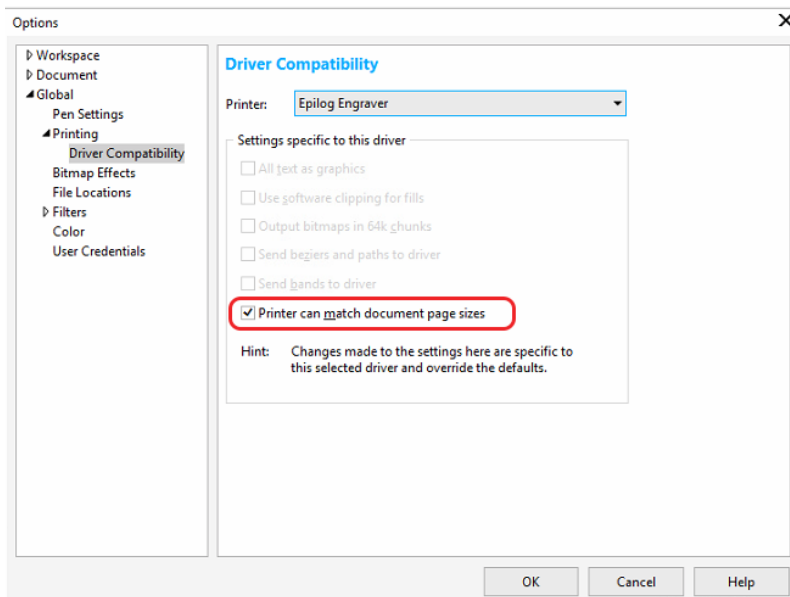 Options
Workspace
Document
Global
Pen Settings
Printing
Driver Compatibility
Bitmap Effects
File Locations
Filters
Color
User Credentials
Driver Compatibility
Printer: Epilog Engraver
Settings specific to this driver
All text as graphics
Use software clipping for fills
Output bitmaps in 64k chunks
Send beziers and paths to driver
Send bands to driver
Printer can match document page sizes
Hint: Changes made to the settings here are specific to
this selected driver and override the defaults.
OK Cancel Help